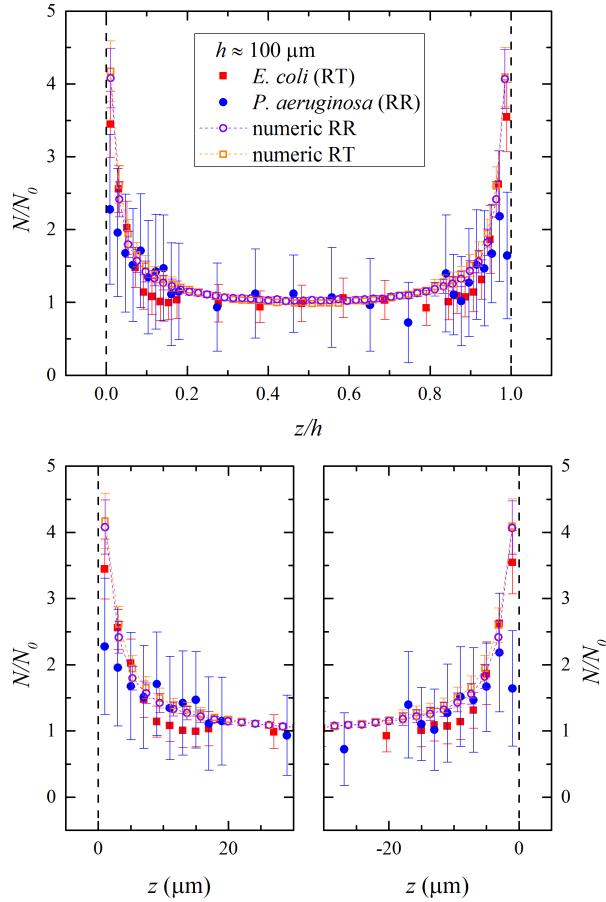 5
4
3
2
1
0
N/N0
h ≈ 100 μm
E. coli (RT)
P. aeruginosa (RR)
numeric RR
numeric RT
0.0 0.2 0.4 0.6 0.8 1.0
z/h
5
4
3
2
1
0
N/N0
0 20
z (μm)
5
4
3
2
1
0
N/N0
-20 0
z (μm)